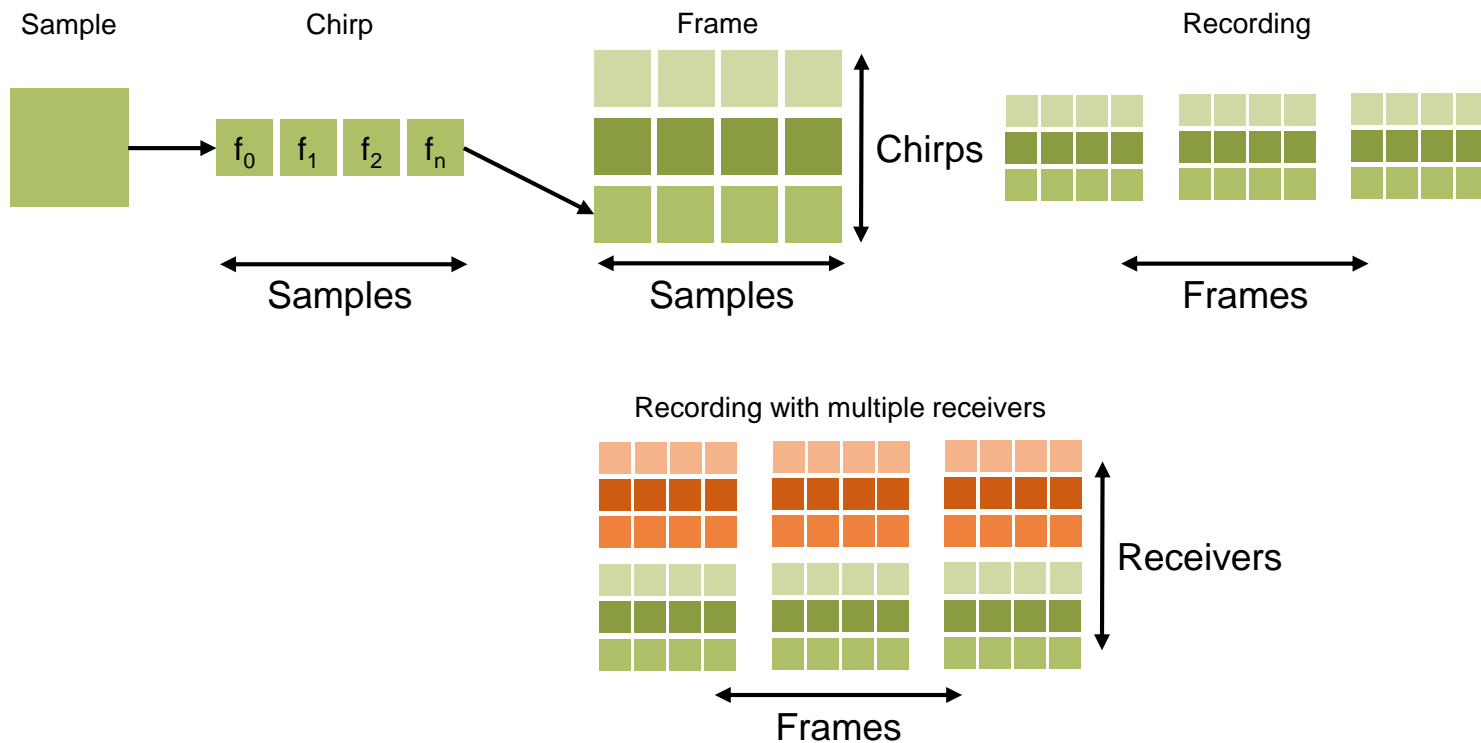 Sample
Chirp
Frame
Recording
f0
f1
f2
fn
Chirps
Samples
Samples
Frames
Recording with multiple receivers
Receivers
Frames